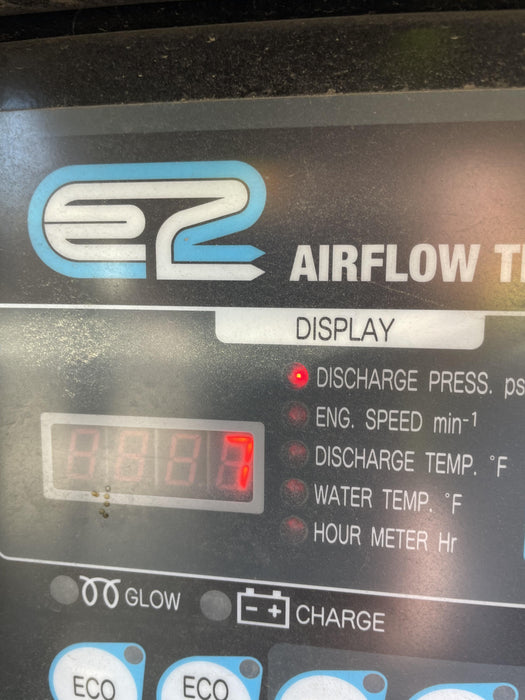 E2
AIRFLOW
DISPLAY
DISCHARGE PRESS. ps
ENG. SPEED min⁻¹
7
DISCHARGE TEMP. °F
WATER TEMP. °F
HOUR METER Hr
GLOW
- +
CHARGE
ECO
ECO